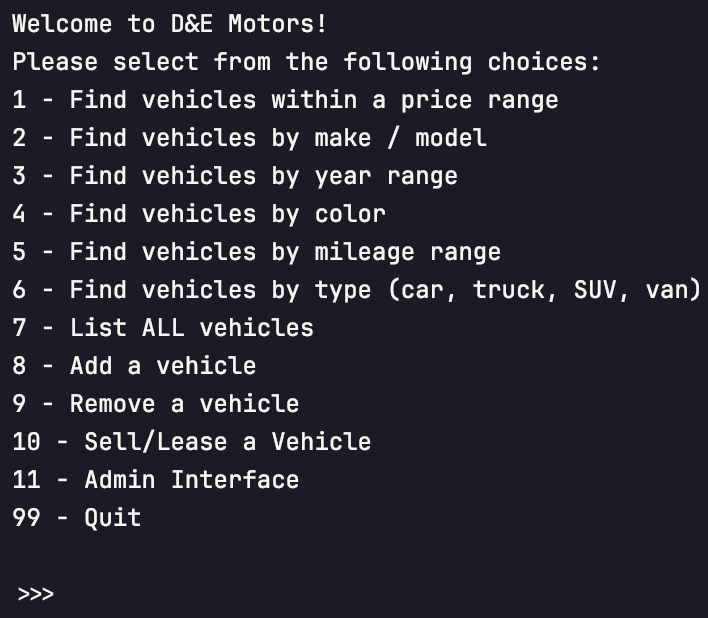 Welcome to D&E Motors!
Please select from the following choices:
1 - Find vehicles within a price range
2 - Find vehicles by make / model
3 - Find vehicles by year range
4 - Find vehicles by color
5 - Find vehicles by mileage range
6 - Find vehicles by type (car, truck, SUV, van)
7 - List ALL vehicles
8 - Add a vehicle
9 - Remove a vehicle
10 - Sell/Lease a Vehicle
11 - Admin Interface
99 - Quit
>>>